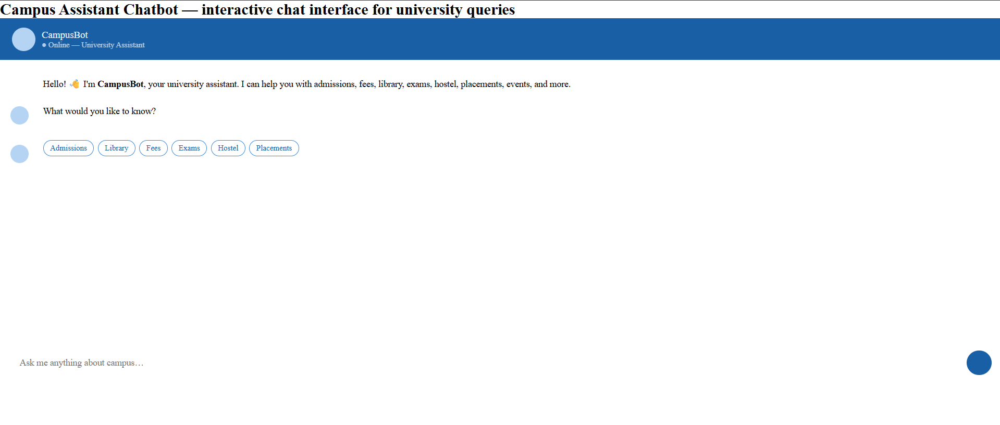 Campus Assistant Chatbot — interactive chat interface for university queries
CampusBot
● Online — University Assistant
Hello! 👋 I'm CampusBot, your university assistant. I can help you with admissions, fees, library, exams, hostel, placements, events, and more.
What would you like to know?
Admissions Library Fees Exams Hostel Placements
Ask me anything about campus…